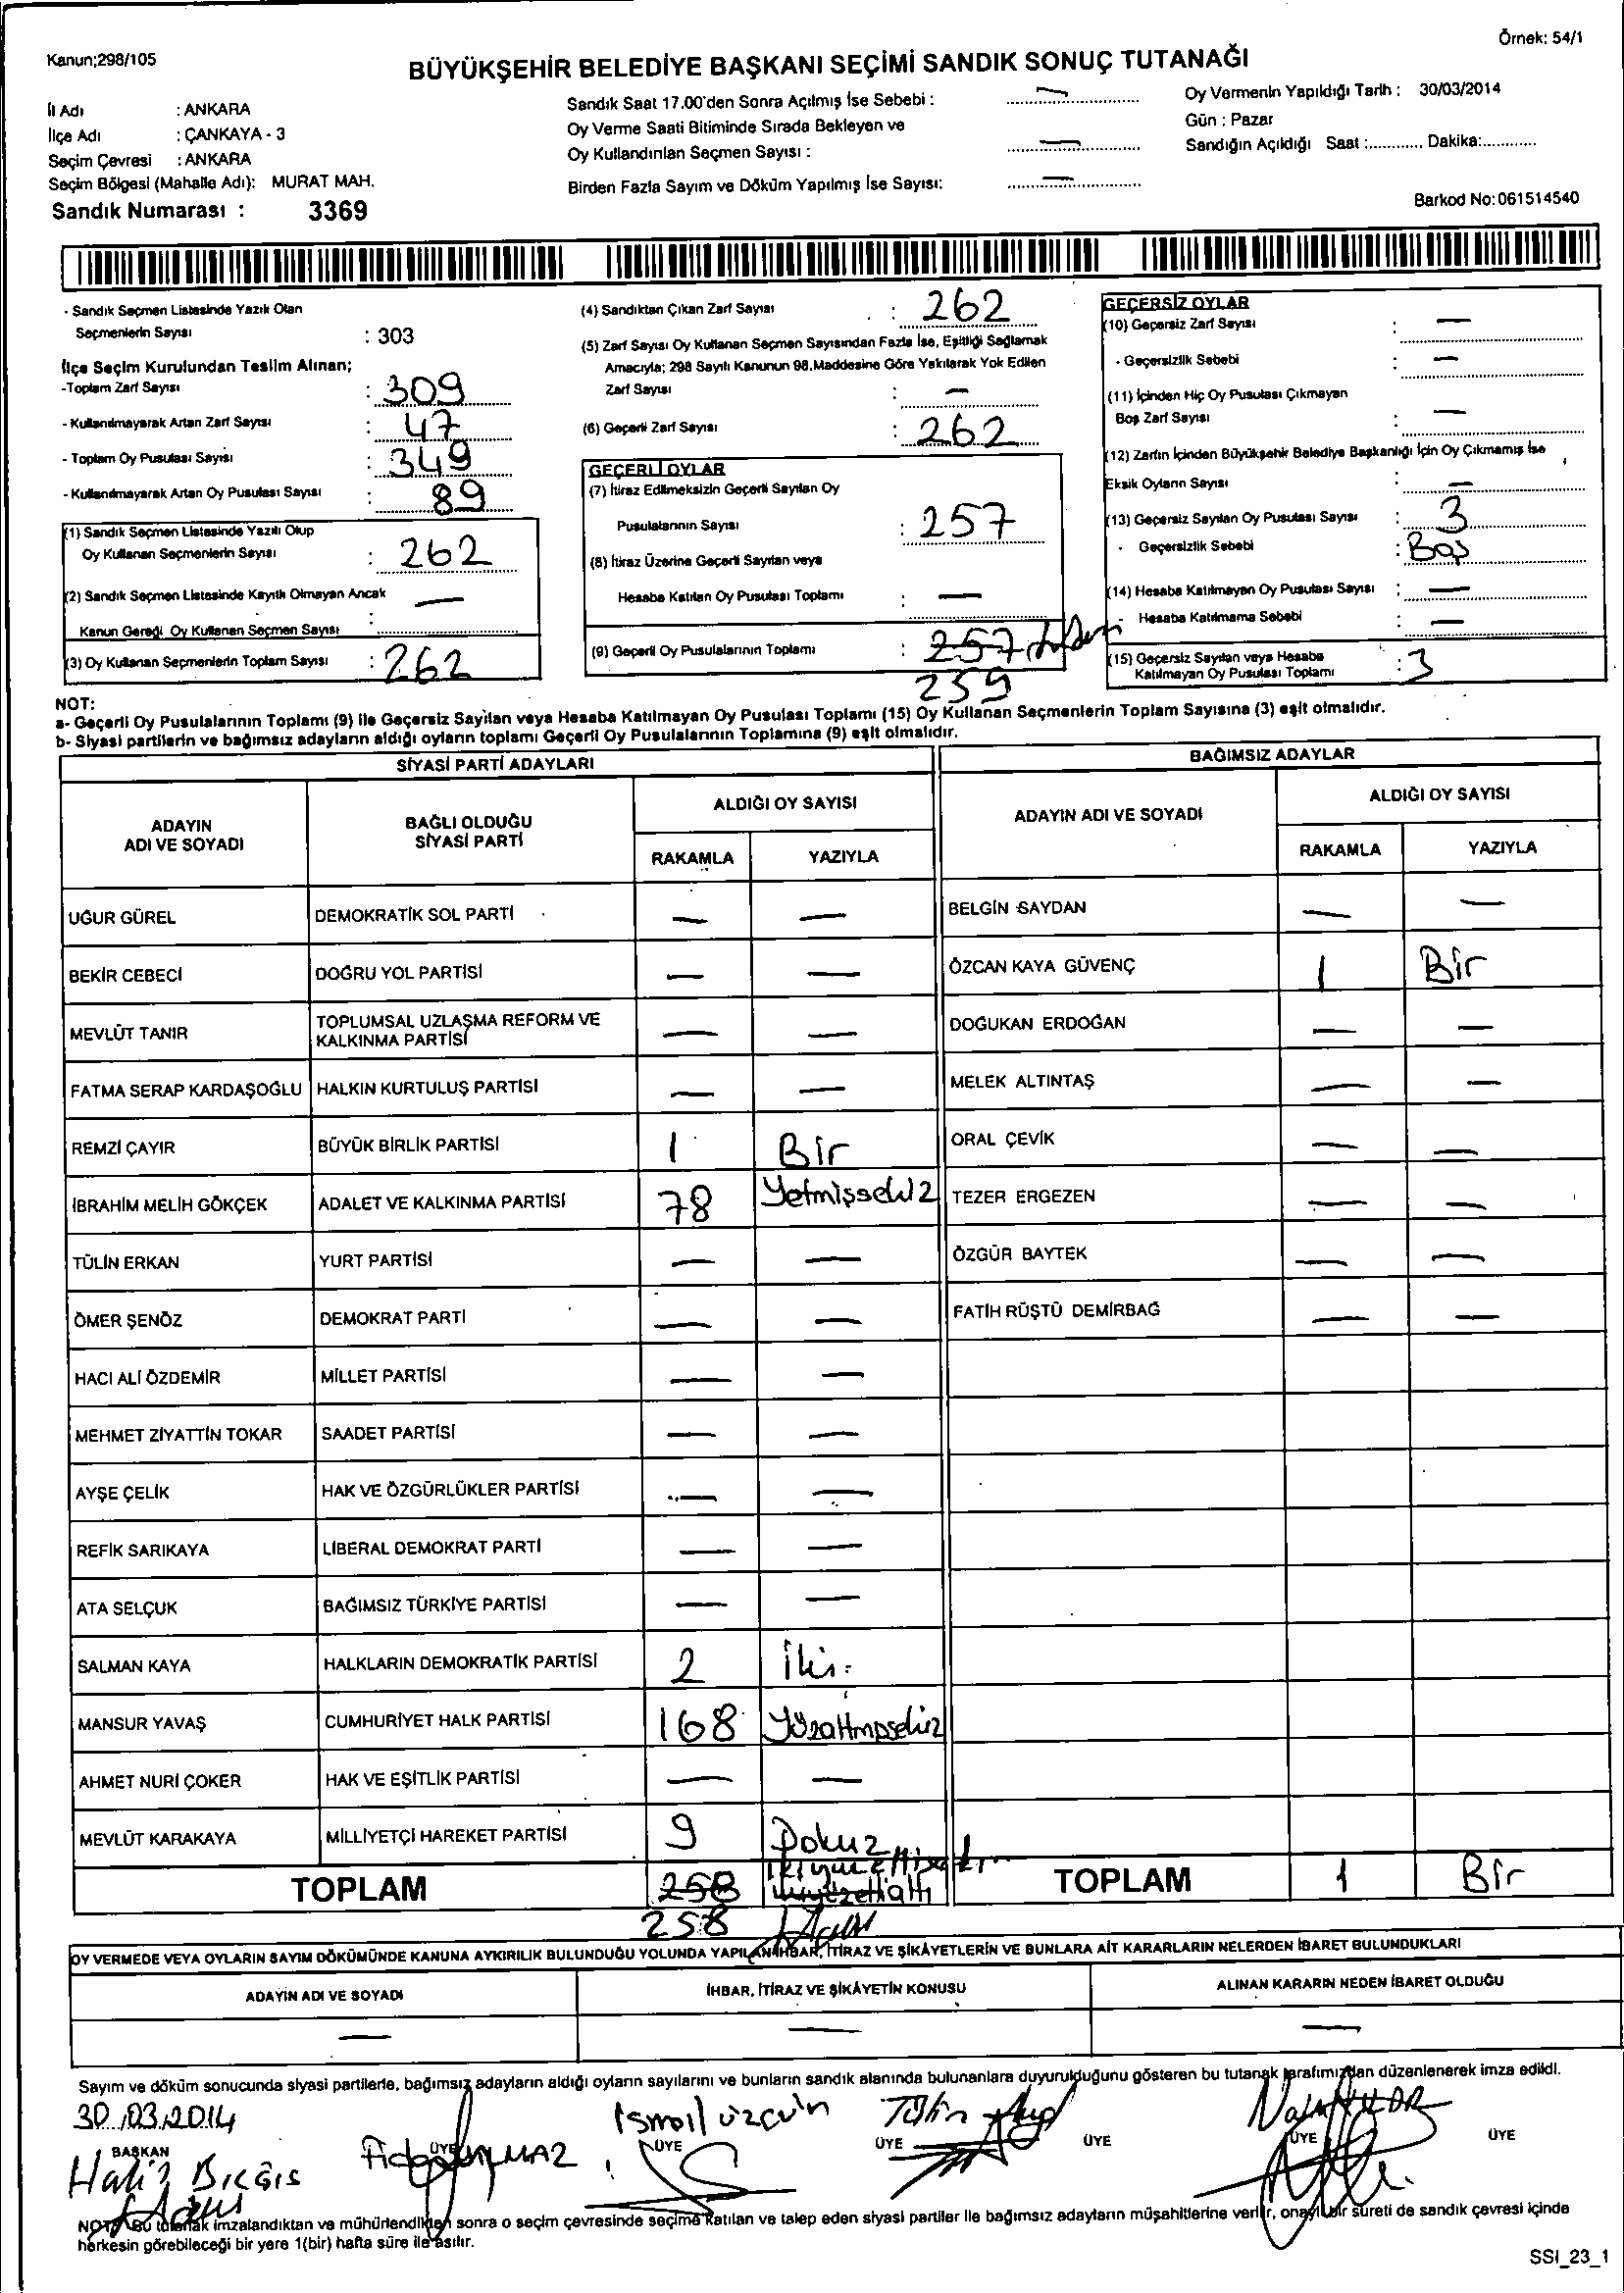 Kanun;298/105
Örnek: 54/1
BÜYÜKŞEHİR BELEDİYE BAŞKANI SEÇİMİ SANDIK SONUÇ TUTANAĞI
İl Adı : ANKARA
İlçe Adı : ÇANKAYA - 3
Seçim Çevresi : ANKARA
Seçim Bölgesi (Mahalle Adı): MURAT MAH.
Sandık Numarası : 3369
Sandık Saat 17.00'den Sonra Açılmış İse Sebebi : —
Oy Verme Saati Bitiminde Sırada Bekleyen ve
Oy Kullandırılan Seçmen Sayısı : —
Birden Fazla Sayım ve Döküm Yapılmış İse Sayısı: —
Oy Vermenin Yapıldığı Tarih : 30/03/2014
Gün : Pazar
Sandığın Açıldığı Saat :............ Dakika:............
Barkod No:061514540
- Sandık Seçmen Listesinde Yazılı Olan
Seçmenlerin Sayısı : 303
İlçe Seçim Kurulundan Teslim Alınan;
-Toplam Zarf Sayısı : 309
- Kullanılmayarak Artan Zarf Sayısı : 47
- Toplam Oy Pusulası Sayısı : 349
- Kullanılmayarak Artan Oy Pusulası Sayısı : 89
(1) Sandık Seçmen Listesinde Yazılı Olup
Oy Kullanan Seçmenlerin Sayısı : 262
(2) Sandık Seçmen Listesinde Kayıtlı Olmayan Ancak —
Kanun Gereği Oy Kullanan Seçmen Sayısı :
(3) Oy Kullanan Seçmenlerin Toplam Sayısı : 262
(4) Sandıktan Çıkan Zarf Sayısı : 262
(5) Zarf Sayısı Oy Kullanan Seçmen Sayısından Fazla İse, Eşitliği Sağlamak
Amacıyla; 298 Sayılı Kanunun 98.Maddesine Göre Yakılarak Yok Edilen
Zarf Sayısı : —
(6) Geçerli Zarf Sayısı : 262
GEÇERLİ OYLAR
(7) İtiraz Edilmeksizin Geçerli Sayılan Oy
Pusulalarının Sayısı : 257
(8) İtiraz Üzerine Geçerli Sayılan veya
Hesaba Katılan Oy Pusulası Toplamı : —
(9) Geçerli Oy Pusulalarının Toplamı : 257
259
GEÇERSİZ OYLAR
(10) Geçersiz Zarf Sayısı : —
- Geçersizlik Sebebi : —
(11) İçinden Hiç Oy Pusulası Çıkmayan
Boş Zarf Sayısı : —
(12) Zarfın İçinden Büyükşehir Belediye Başkanlığı İçin Oy Çıkmamış İse ,
Eksik Oyların Sayısı : —
(13) Geçersiz Sayılan Oy Pusulası Sayısı : 3
- Geçersizlik Sebebi : Boş
(14) Hesaba Katılmayan Oy Pusulası Sayısı : —
- Hesaba Katılmama Sebebi : —
(15) Geçersiz Sayılan veya Hesaba
Katılmayan Oy Pusulası Toplamı : 3
NOT:
a- Geçerli Oy Pusulalarının Toplamı (9) ile Geçersiz Sayılan veya Hesaba Katılmayan Oy Pusulası Toplamı (15) Oy Kullanan Seçmenlerin Toplam Sayısına (3) eşit olmalıdır.
b- Siyasi partilerin ve bağımsız adayların aldığı oyların toplamı Geçerli Oy Pusulalarının Toplamına (9) eşit olmalıdır.
SİYASİ PARTİ ADAYLARI
ADAYIN
ADI VE SOYADI
BAĞLI OLDUĞU
SİYASİ PARTİ
ALDIĞI OY SAYISI
RAKAMLA YAZIYLA
UĞUR GÜREL DEMOKRATİK SOL PARTİ — —
BEKİR CEBECİ DOĞRU YOL PARTİSİ — —
MEVLÜT TANIR TOPLUMSAL UZLAŞMA REFORM VE
KALKINMA PARTİSİ — —
FATMA SERAP KARDAŞOĞLU HALKIN KURTULUŞ PARTİSİ — —
REMZİ ÇAYIR BÜYÜK BİRLİK PARTİSİ 1 Bir
İBRAHİM MELİH GÖKÇEK ADALET VE KALKINMA PARTİSİ 78 Yetmişsekiz
TÜLİN ERKAN YURT PARTİSİ — —
ÖMER ŞENÖZ DEMOKRAT PARTİ — —
HACI ALİ ÖZDEMİR MİLLET PARTİSİ — —
MEHMET ZİYATTİN TOKAR SAADET PARTİSİ — —
AYŞE ÇELİK HAK VE ÖZGÜRLÜKLER PARTİSİ — —
REFİK SARIKAYA LİBERAL DEMOKRAT PARTİ — —
ATA SELÇUK BAĞIMSIZ TÜRKİYE PARTİSİ — —
SALMAN KAYA HALKLARIN DEMOKRATİK PARTİSİ 2 İki
MANSUR YAVAŞ CUMHURİYET HALK PARTİSİ 168 Yüzaltmışsekiz
AHMET NURİ ÇOKER HAK VE EŞİTLİK PARTİSİ — —
MEVLÜT KARAKAYA MİLLİYETÇİ HAREKET PARTİSİ 9 Dokuz
TOPLAM
258
BAĞIMSIZ ADAYLAR
ADAYIN ADI VE SOYADI
ALDIĞI OY SAYISI
RAKAMLA YAZIYLA
BELGİN SAYDAN — —
ÖZCAN KAYA GÜVENÇ 1 Bir
DOĞUKAN ERDOĞAN — —
MELEK ALTINTAŞ — —
ORAL ÇEVİK — —
TEZER ERGEZEN — —
ÖZGÜR BAYTEK — —
FATİH RÜŞTÜ DEMİRBAĞ — —
TOPLAM 1 Bir
OY VERMEDE VEYA OYLARIN SAYIM DÖKÜMÜNDE KANUNA AYKIRILIK BULUNDUĞU YOLUNDA YAPILAN İHBAR, İTİRAZ VE ŞİKÂYETLERİN VE BUNLARA AİT KARARLARIN NELERDEN İBARET BULUNDUKLARI
ADAYIN ADI VE SOYADI İHBAR, İTİRAZ VE ŞİKÂYETİN KONUSU ALINAN KARARIN NEDEN İBARET OLDUĞU
— — —
Sayım ve döküm sonucunda siyasi partilerle, bağımsız adayların aldığı oyların sayılarını ve bunların sandık alanında bulunanlara duyurulduğunu gösteren bu tutanak tarafımızdan düzenlenerek imza edildi.
30.03.2014
BAŞKAN ÜYE ÜYE ÜYE ÜYE ÜYE ÜYE
NOT: Bu tutanak imzalandıktan ve mühürlendikten sonra o seçim çevresinde seçime katılan ve talep eden siyasi partiler ile bağımsız adayların müşahitlerine verilir, onaylı bir sureti de sandık çevresi içinde
herkesin görebileceği bir yere 1(bir) hafta süre ile asılır.
SSI_23_1